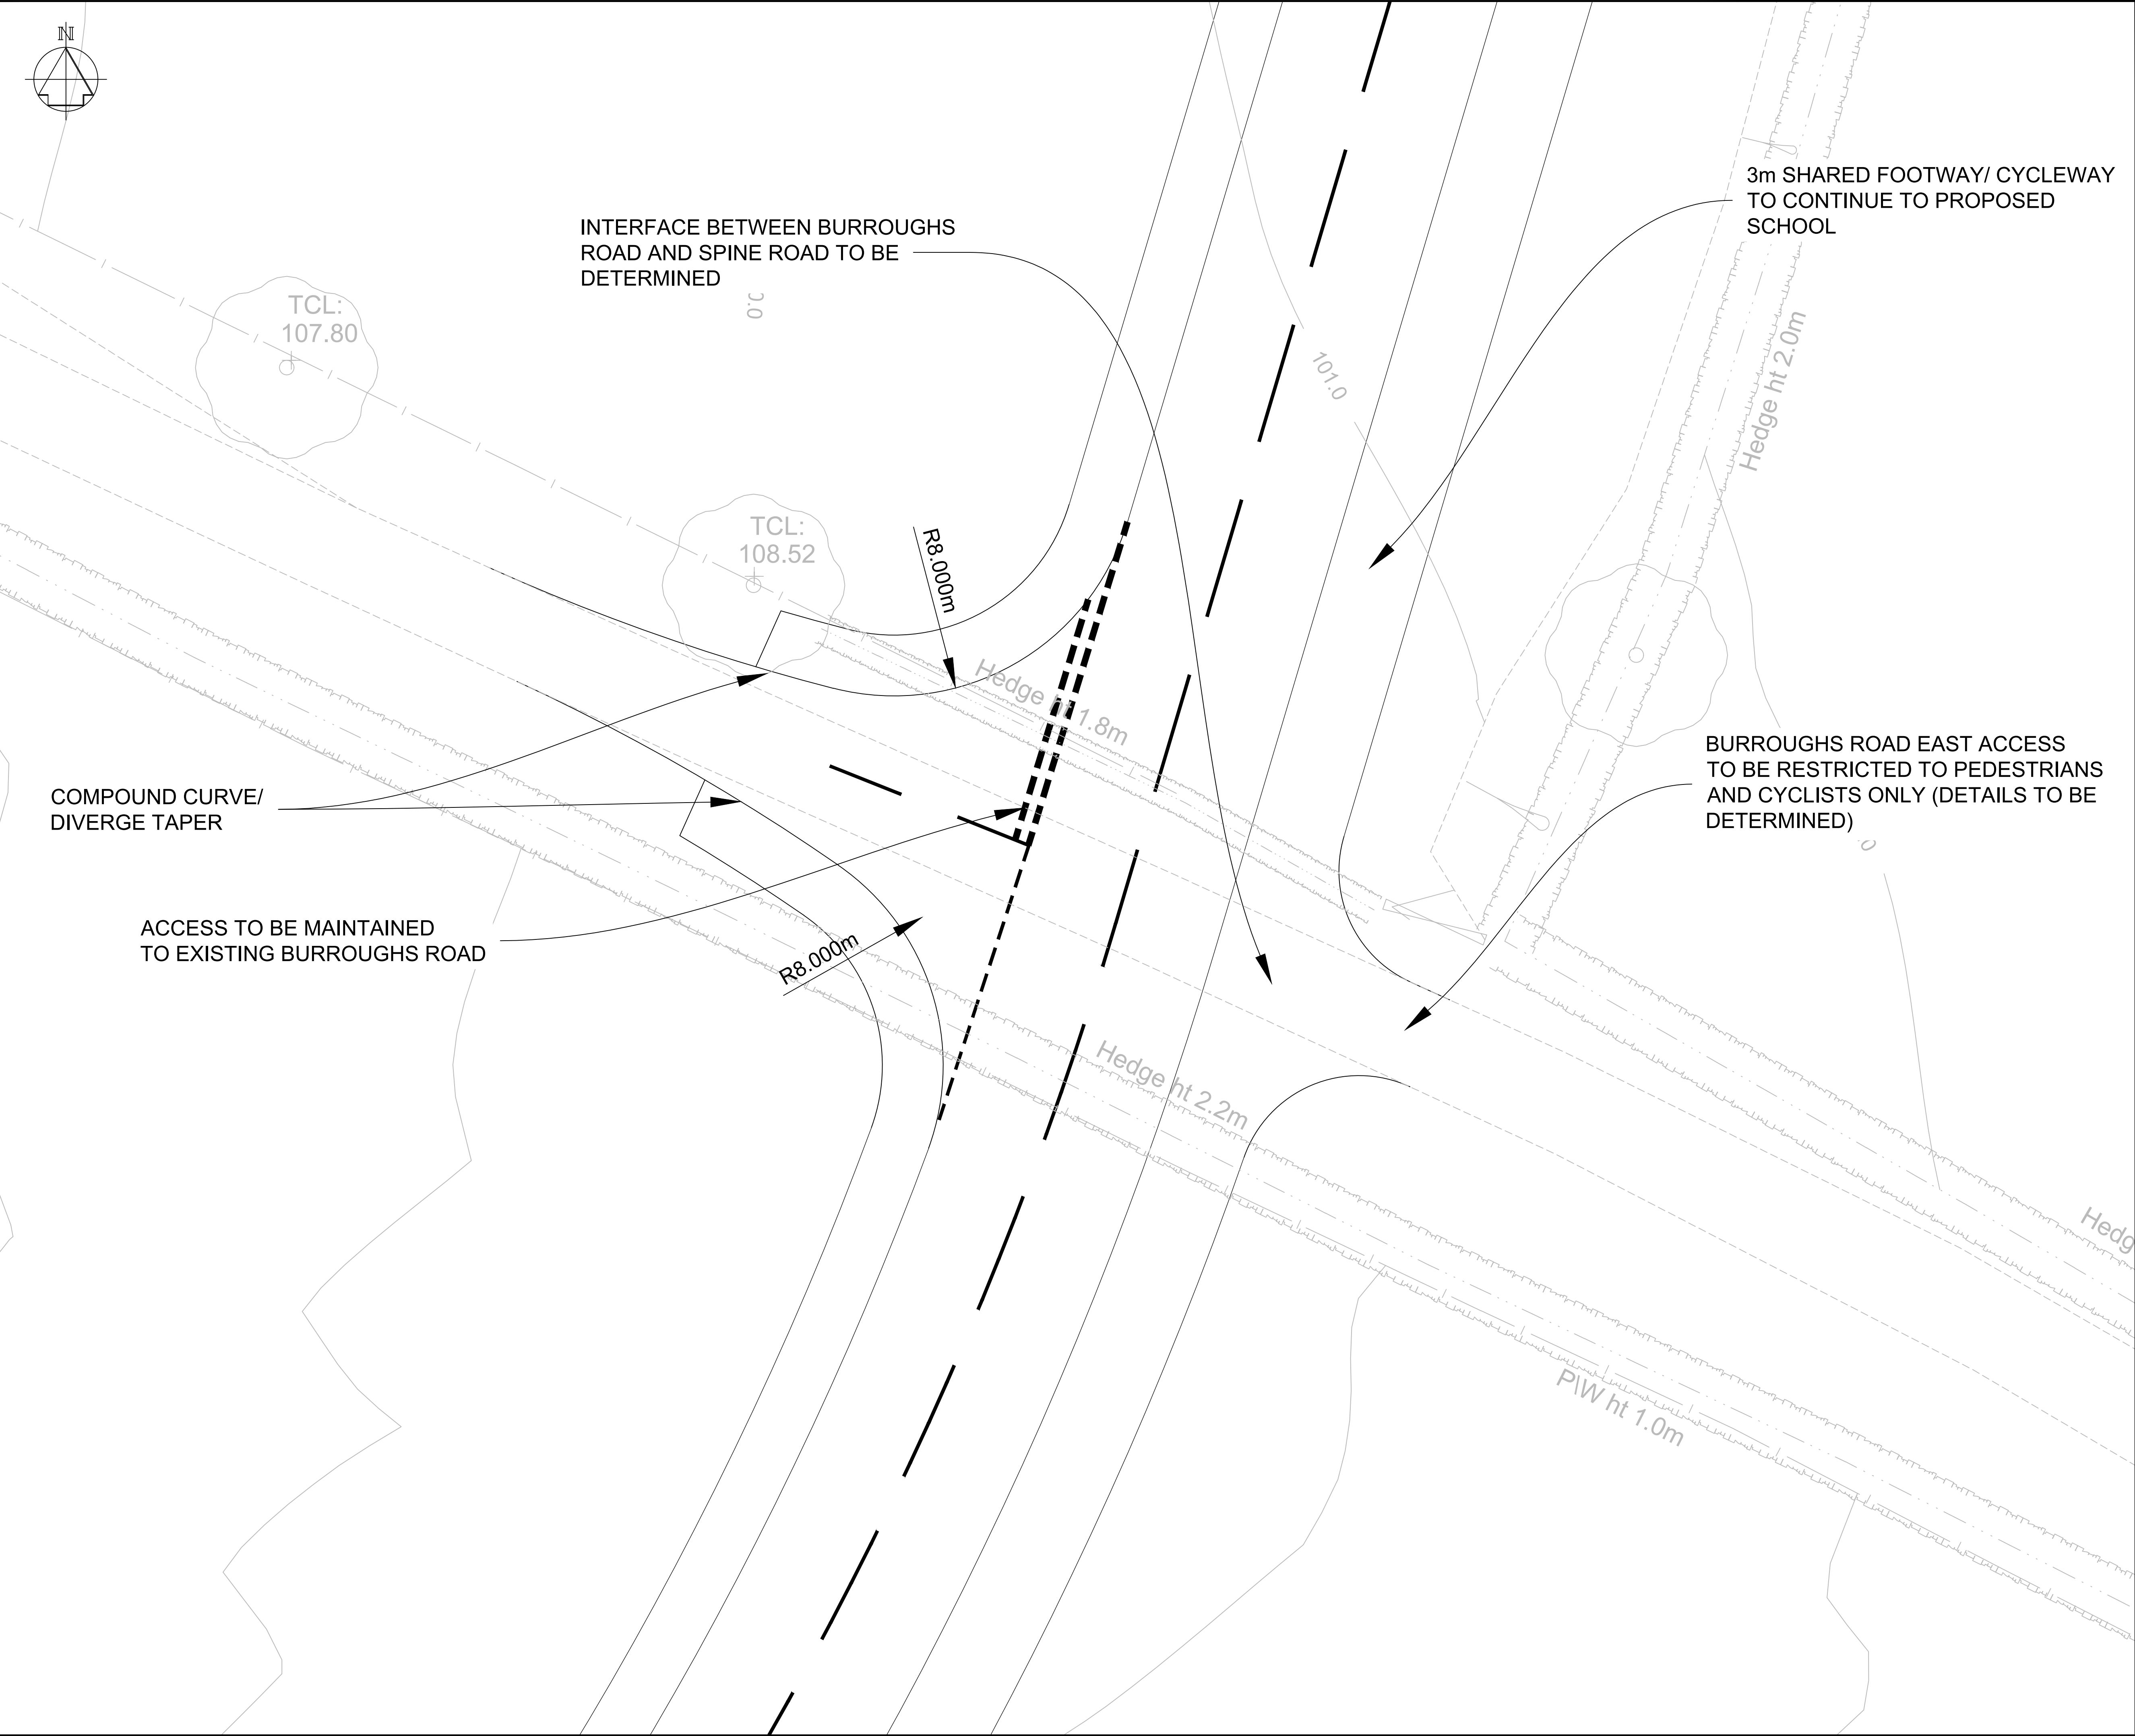 N
3m SHARED FOOTWAY/ CYCLEWAY
TO CONTINUE TO PROPOSED
SCHOOL
INTERFACE BETWEEN BURROUGHS
ROAD AND SPINE ROAD TO BE
DETERMINED
TCL:
107.80
101.0
Hedge ht 2.0m
TCL:
108.52
R8.000m
Hedge ht 1.8m
BURROUGHS ROAD EAST ACCESS
TO BE RESTRICTED TO PEDESTRIANS
AND CYCLISTS ONLY (DETAILS TO BE
DETERMINED)
COMPOUND CURVE/
DIVERGE TAPER
ACCESS TO BE MAINTAINED
TO EXISTING BURROUGHS ROAD
R8.000m
Hedge ht 2.2m
Hedg
P\W ht 1.0m